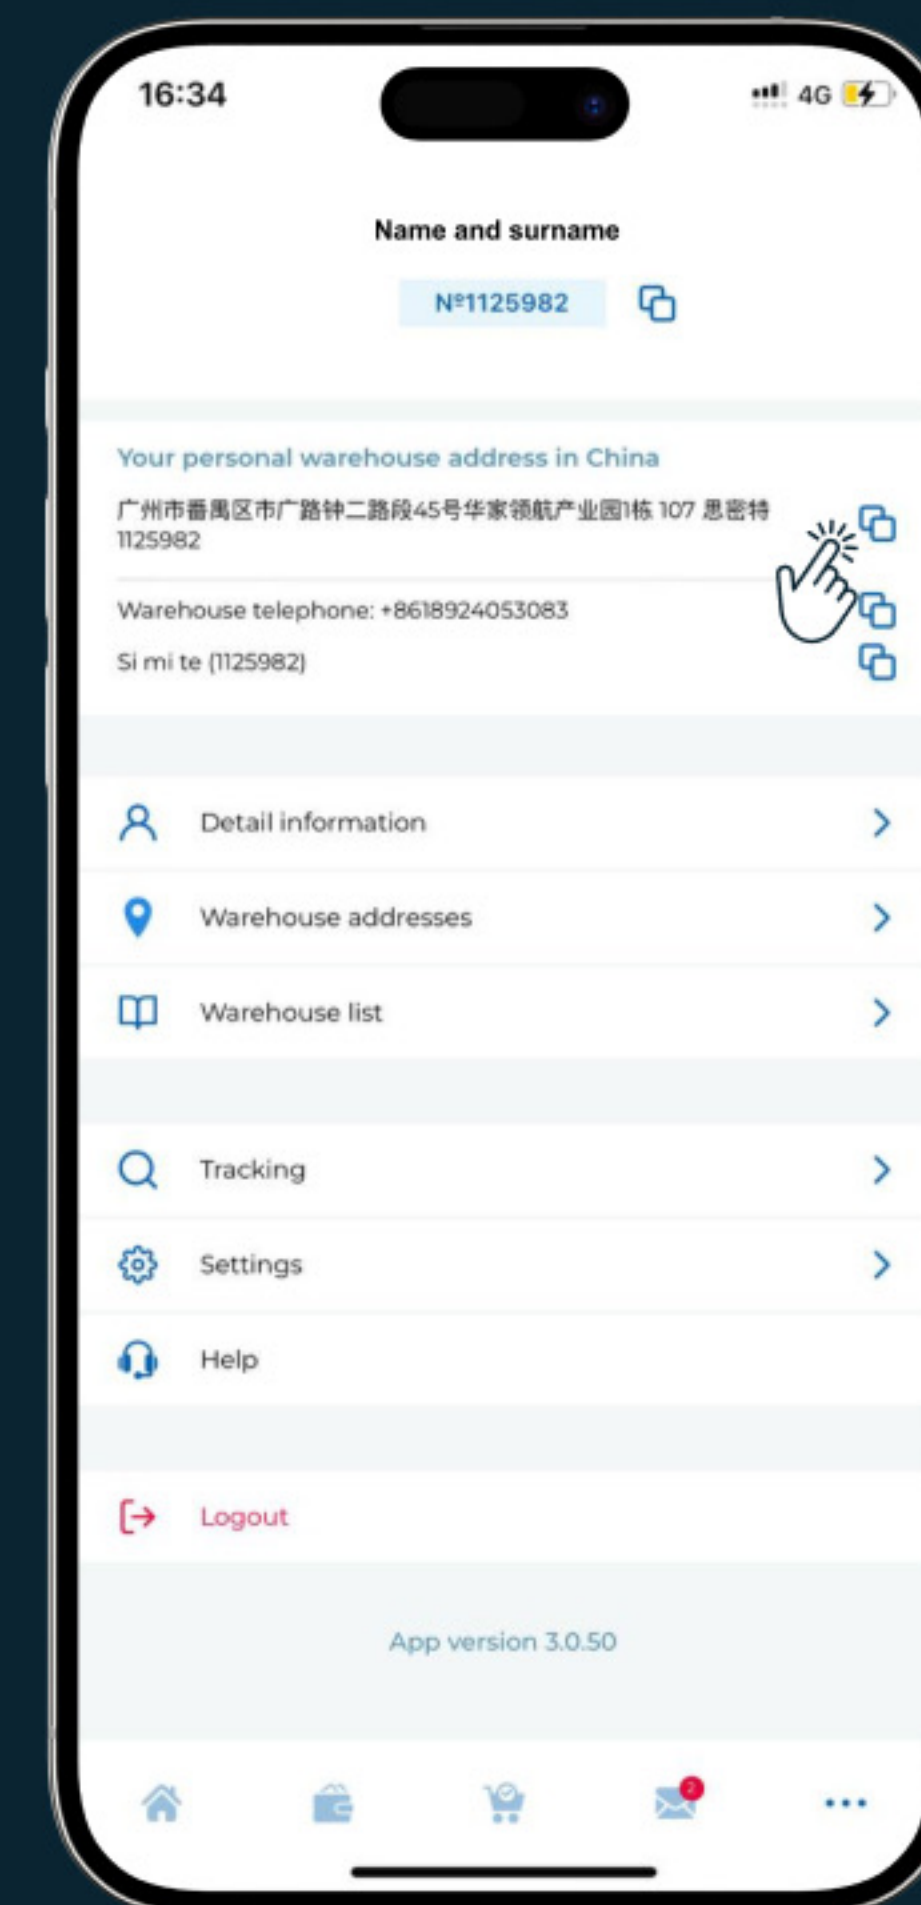 16:34
4G
Name and surname
Nº1125982
Your personal warehouse address in China
广州市番禺区市广路钟二路段45号华家领航产业园1栋 107 思密特
1125982
Warehouse telephone: +8618924053083
Si mi te (1125982)
Detail information
Warehouse addresses
Warehouse list
Tracking
Settings
Help
Logout
App version 3.0.50
2